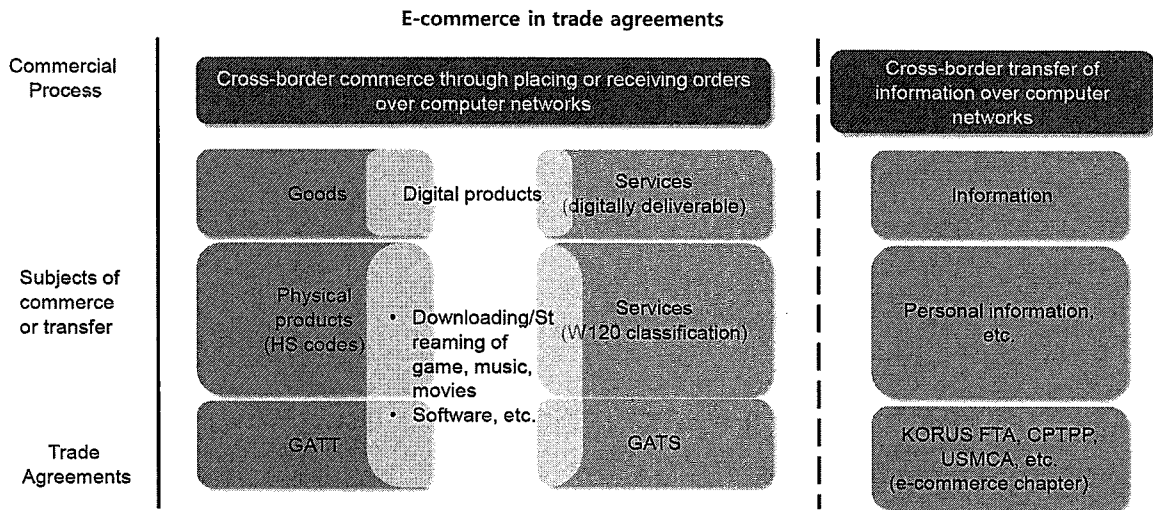 E-commerce in trade agreements
Commercial
Process
Cross-border commerce through placing or receiving orders
over computer networks
Cross-border transfer of
information over computer
networks
Goods
Digital products
Services
(digitally deliverable)
Information
Subjects of
commerce
or transfer
Physical
products
(HS codes)
• Downloading/St
reaming of
game, music,
movies
• Software, etc.
Services
(W120 classification)
Personal information,
etc.
Trade
Agreements
GATT
GATS
KORUS FTA, CPTPP,
USMCA, etc.
(e-commerce chapter)